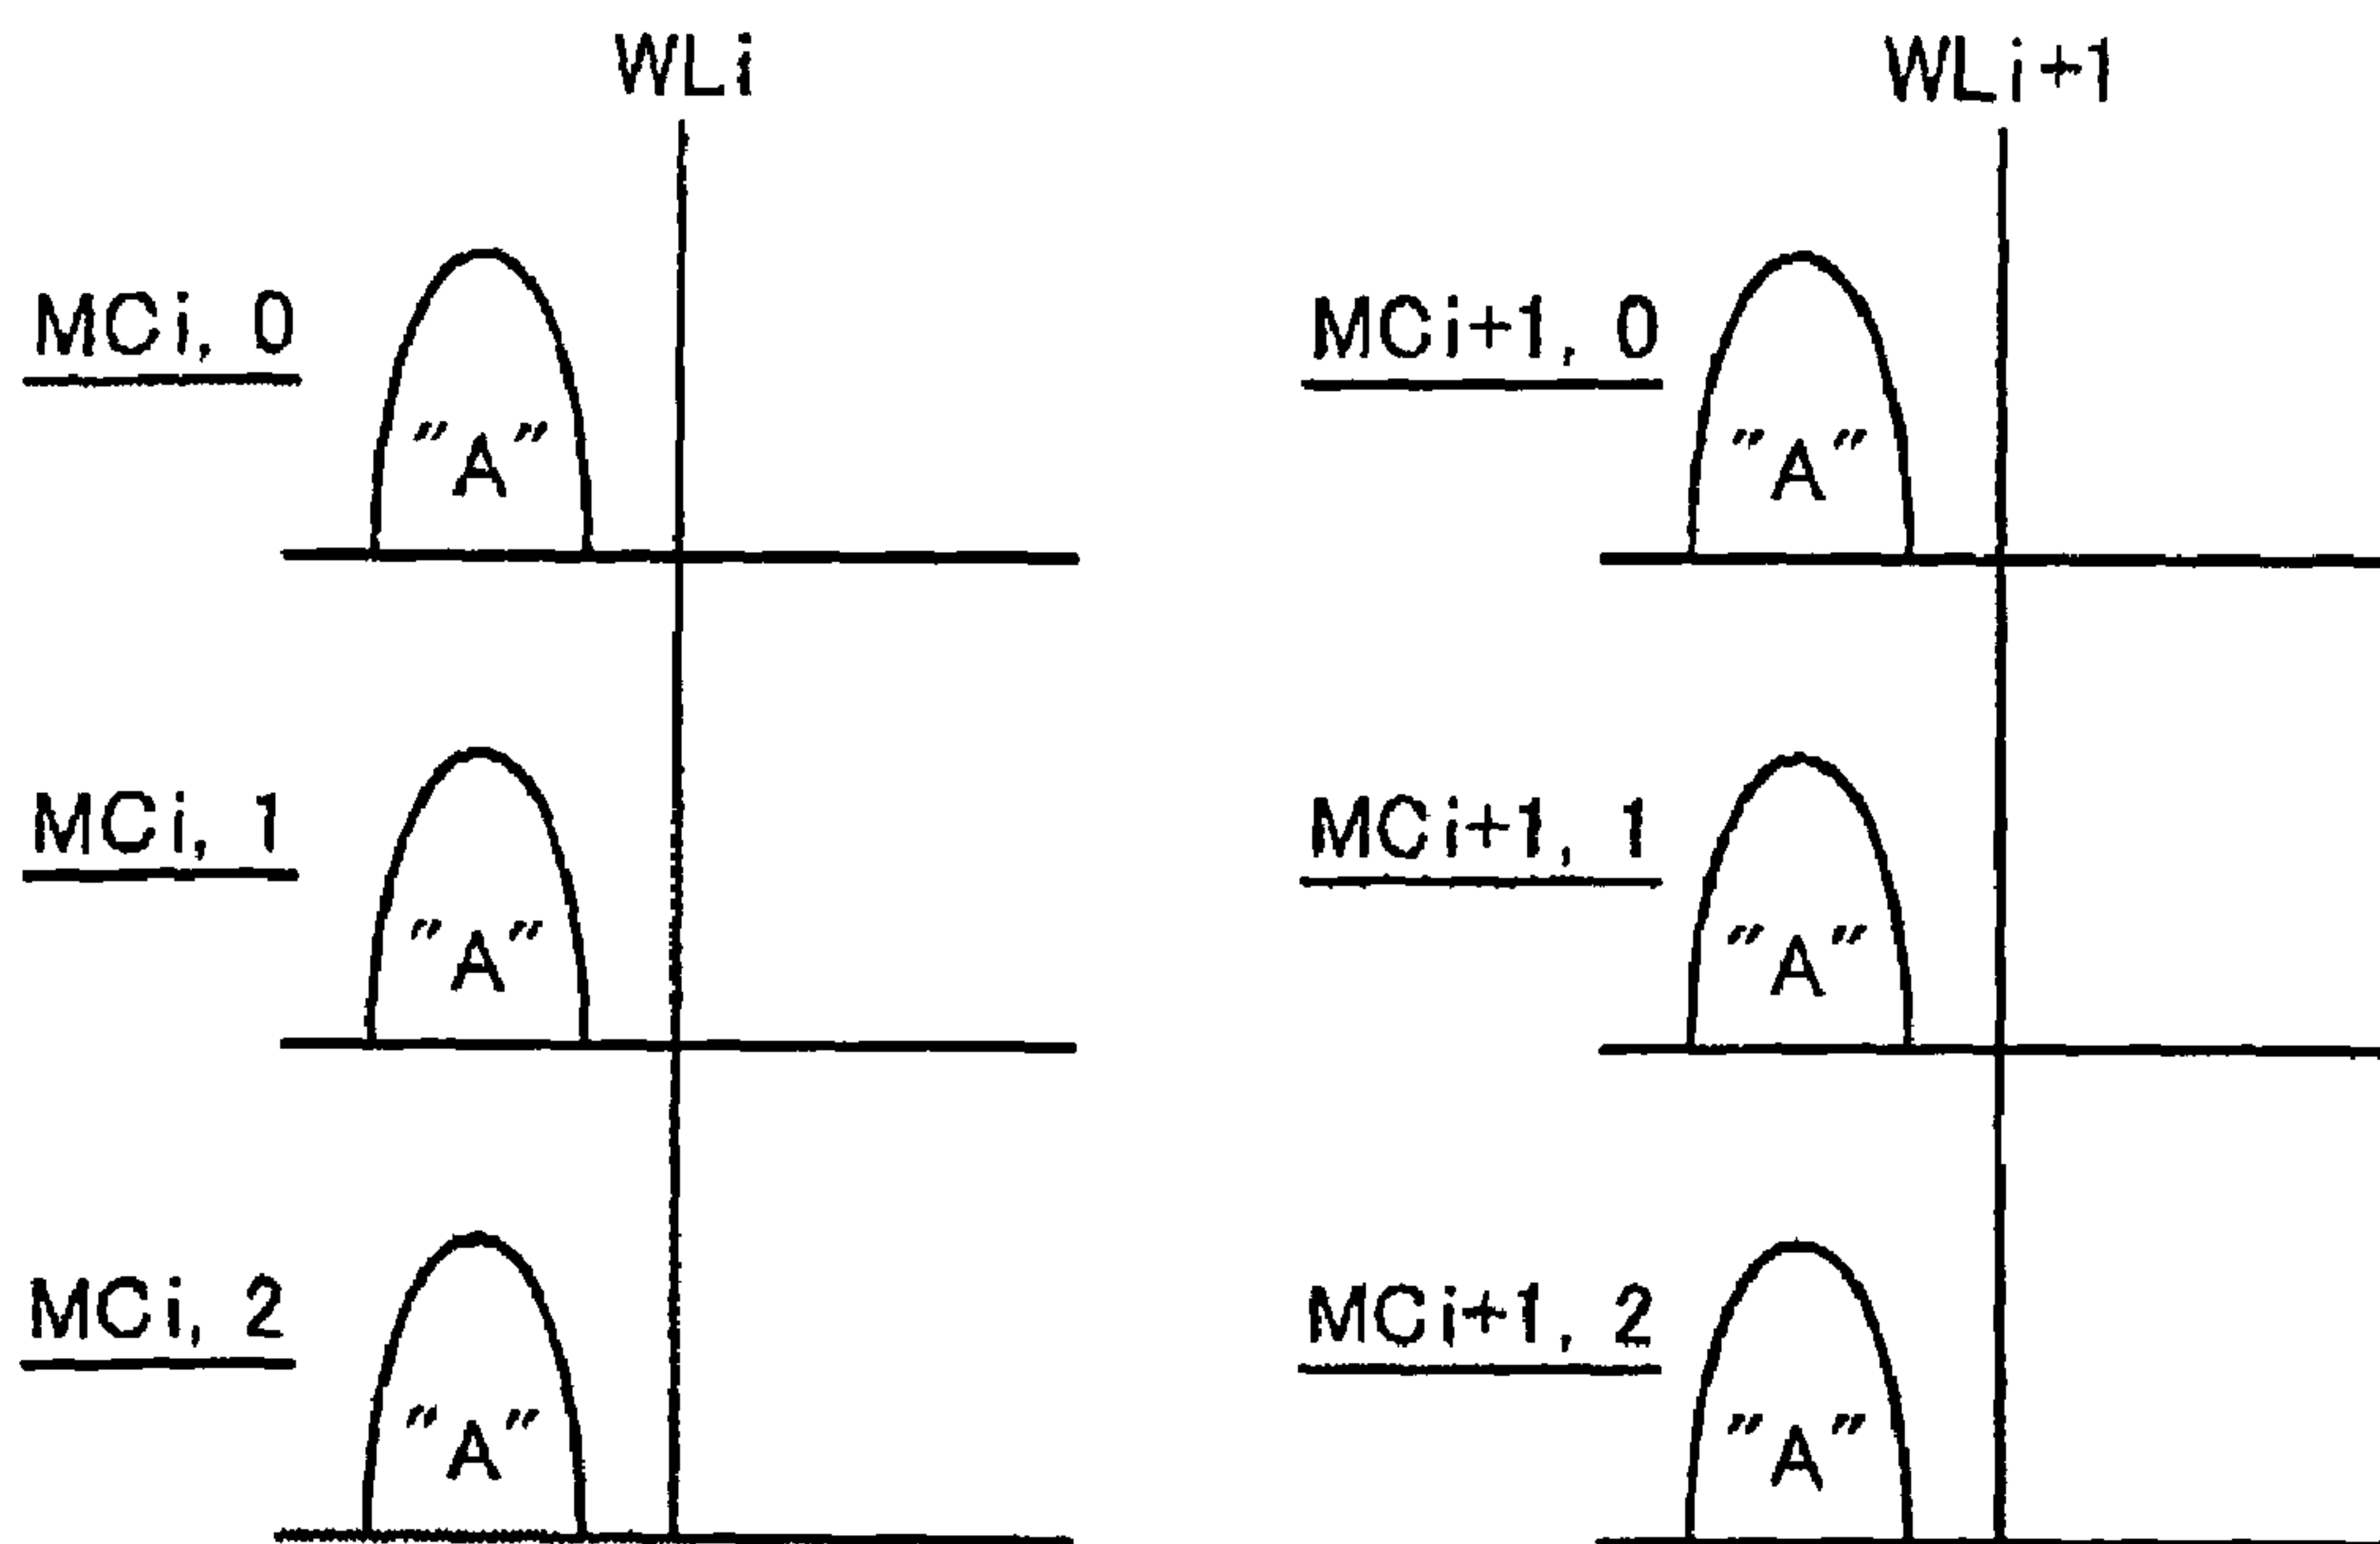 WLi WLi+1
MCi, 0 "A" MCi+1, 0 "A"
MCi, 1 "A" MCi+1, 1 "A"
MCi, 2 "A" MCi+1, 2 "A"